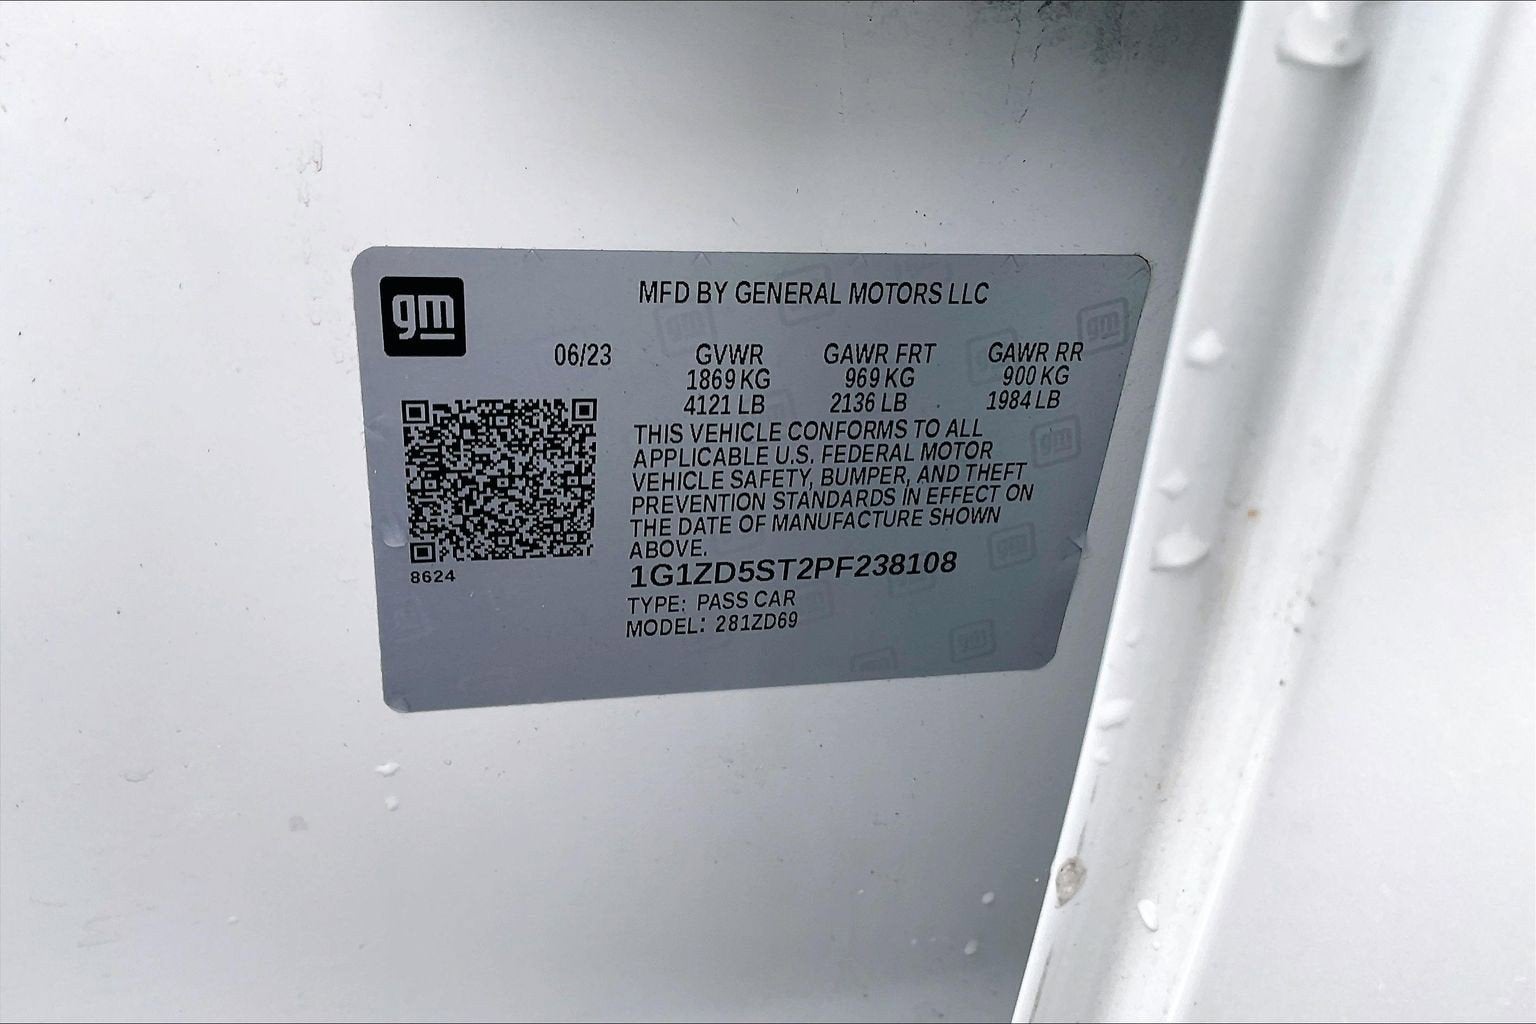 gm
MFD BY GENERAL MOTORS LLC
06/23 GVWR GAWR FRT GAWR RR
1869 KG 969 KG 900 KG
4121 LB 2136 LB 1984 LB
THIS VEHICLE CONFORMS TO ALL
APPLICABLE U.S. FEDERAL MOTOR
VEHICLE SAFETY, BUMPER, AND THEFT
PREVENTION STANDARDS IN EFFECT ON
THE DATE OF MANUFACTURE SHOWN
ABOVE.
8624
1G1ZD5ST2PF238108
TYPE: PASS CAR
MODEL: 281ZD69